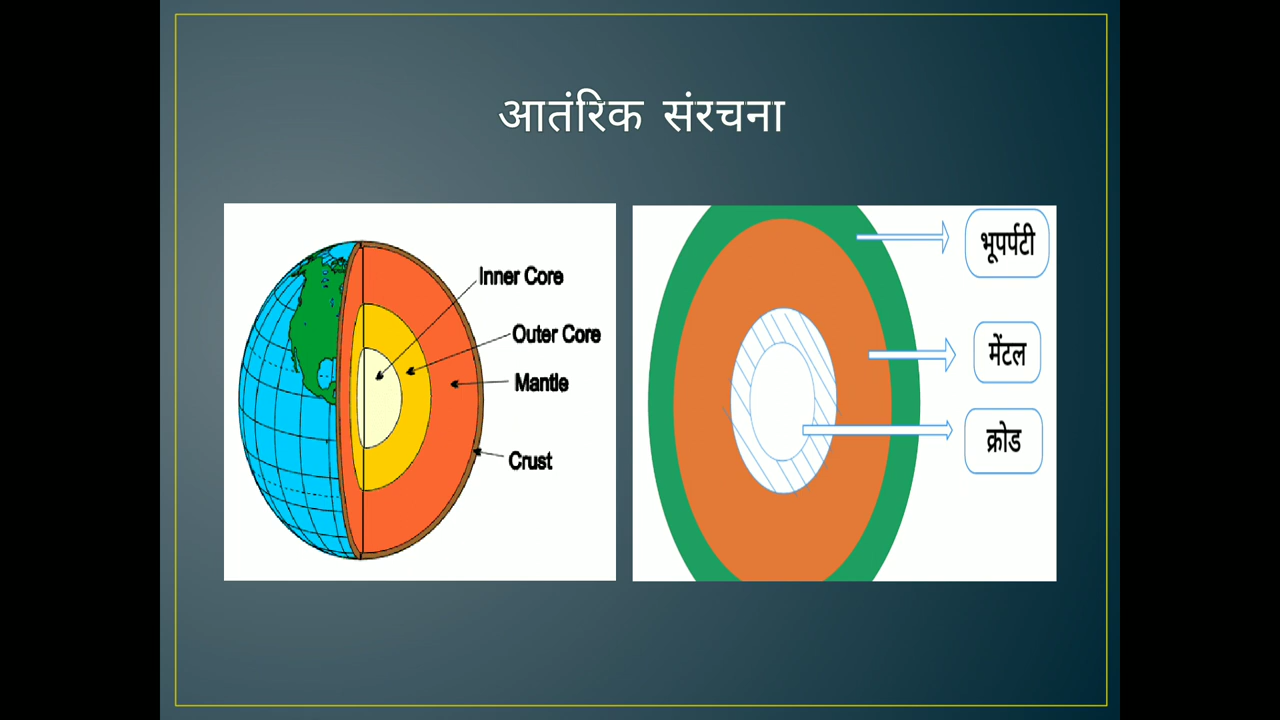 आतंरिक संरचना
Inner Core
Outer Core
Mantle
Crust
भूपर्पटी
मेंटल
क्रोड